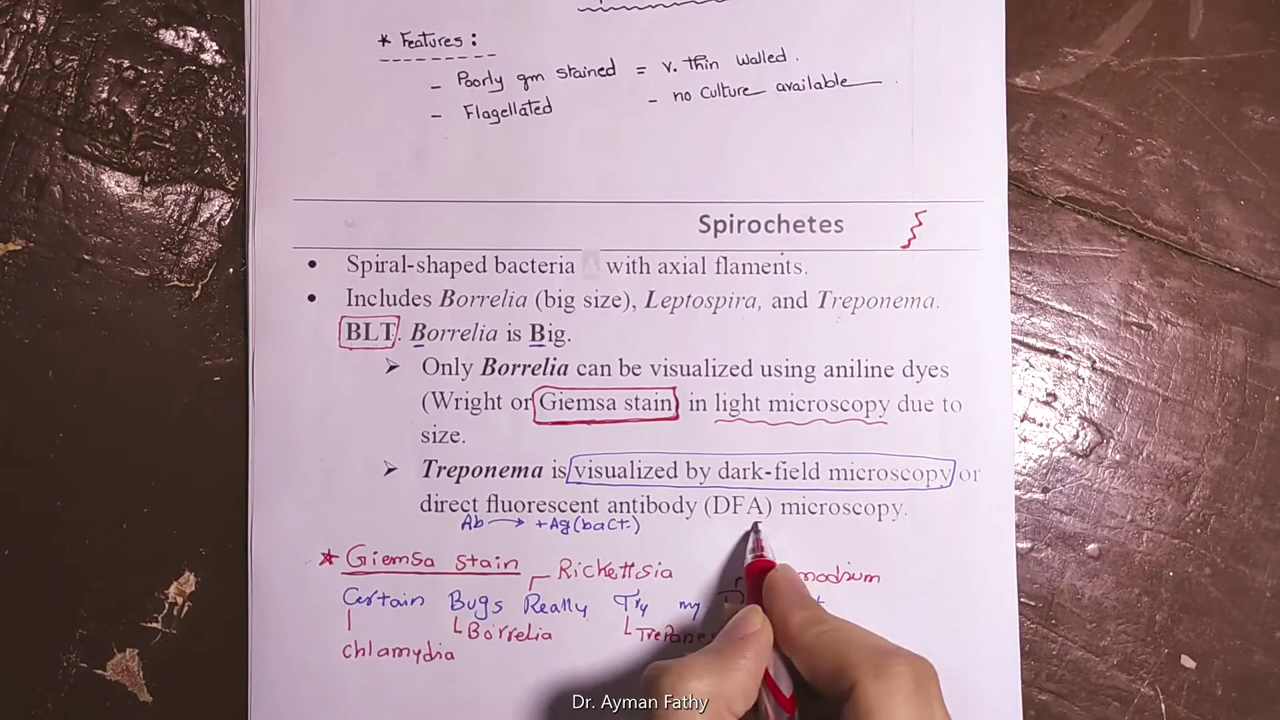 * Features:
- Poorly gm stained = v. thin walled.
- Flagellated - no culture available
Spirochetes
• Spiral-shaped bacteria with axial filaments.
• Includes Borrelia (big size), Leptospira, and Treponema.
BLT. Borrelia is Big.
➤ Only Borrelia can be visualized using aniline dyes
(Wright or Giemsa stain) in light microscopy due to
size.
➤ Treponema is visualized by dark-field microscopy or
direct fluorescent antibody (DFA) microscopy.
Ab → +Ag (bact.)
* Giemsa stain
Rickettsia
Certain Bugs Really Try my
Borrelia
chlamydia
Dr. Ayman Fathy